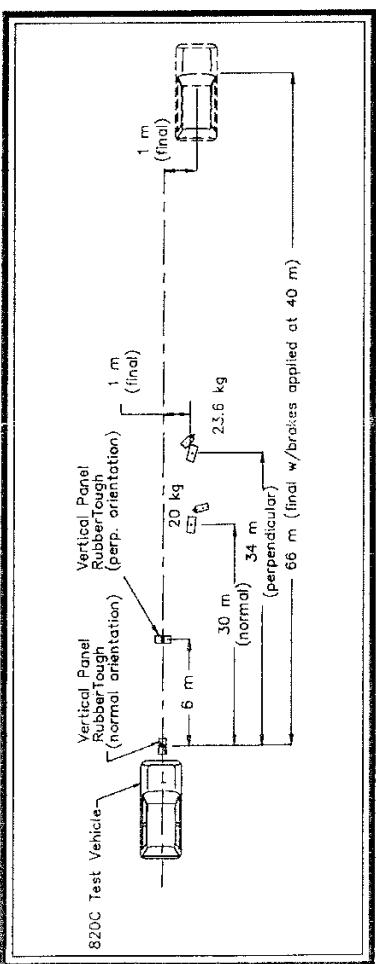 820C Test Vehicle
Vertical Panel
RubberTough
(normal orientation)
Vertical Panel
RubberTough
(perp. orientation)
6 m
20 kg
30 m
(normal)
1 m
(final)
23.6 kg
34 m
(perpendicular)
66 m (final w/brakes applied at 40 m)
1 m
(final)